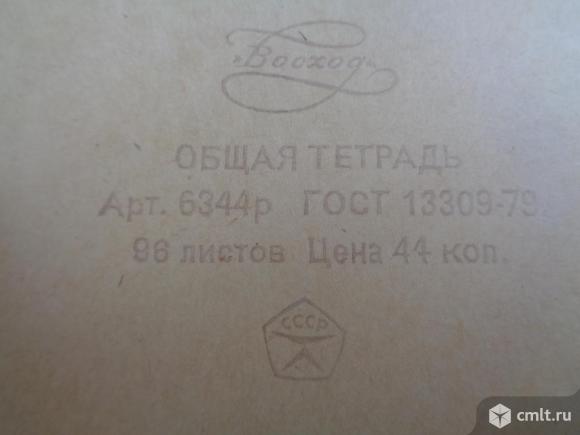 „Восход"
ОБЩАЯ ТЕТРАДЬ
Арт. 6344р ГОСТ 13309-79
96 листов Цена 44 коп.
СССР
cmlt.ru